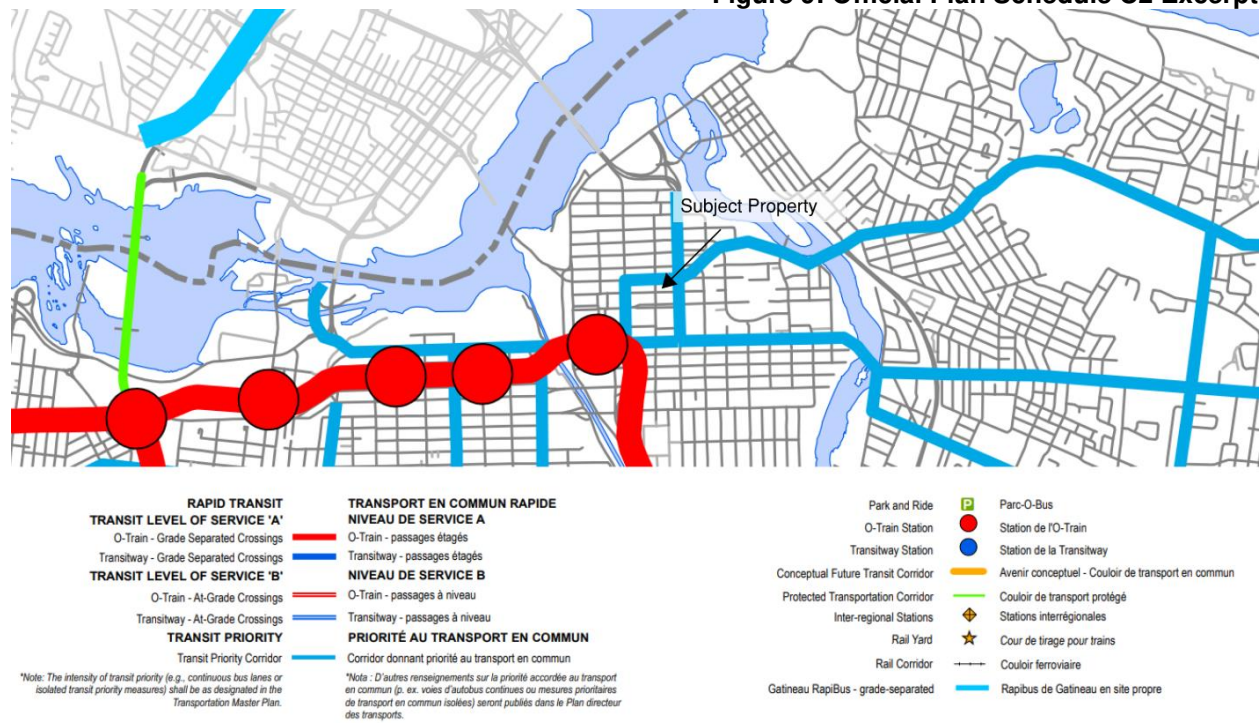 Figure 9: Official Plan Schedule C2 Excerpt
Subject Property
RAPID TRANSIT
TRANSIT LEVEL OF SERVICE 'A'
O-Train - Grade Separated Crossings
Transitway - Grade Separated Crossings
TRANSIT LEVEL OF SERVICE 'B'
O-Train - At-Grade Crossings
Transitway - At-Grade Crossings
TRANSIT PRIORITY
Transit Priority Corridor
*Note: The intensity of transit priority (e.g., continuous bus lanes or
isolated transit priority measures) shall be as designated in the
Transportation Master Plan.
TRANSPORT EN COMMUN RAPIDE
NIVEAU DE SERVICE A
O-Train - passages étagés
Transitway - passages étagés
NIVEAU DE SERVICE B
O-Train - passages à niveau
Transitway - passages à niveau
PRIORITÉ AU TRANSPORT EN COMMUN
Corridor donnant priorité au transport en commun
*Nota : D'autres renseignements sur la priorité accordée au transport
en commun (p. ex. voies d'autobus continues ou mesures prioritaires
de transport en commun isolées) seront publiés dans le Plan directeur
des transports.
Park and Ride P Parc-O-Bus
O-Train Station Station de l'O-Train
Transitway Station Station de la Transitway
Conceptual Future Transit Corridor Avenir conceptuel - Couloir de transport en commun
Protected Transportation Corridor Couloir de transport protégé
Inter-regional Stations Stations interrégionales
Rail Yard Cour de tirage pour trains
Rail Corridor Couloir ferroviaire
Gatineau RapiBus - grade-separated Rapibus de Gatineau en site propre